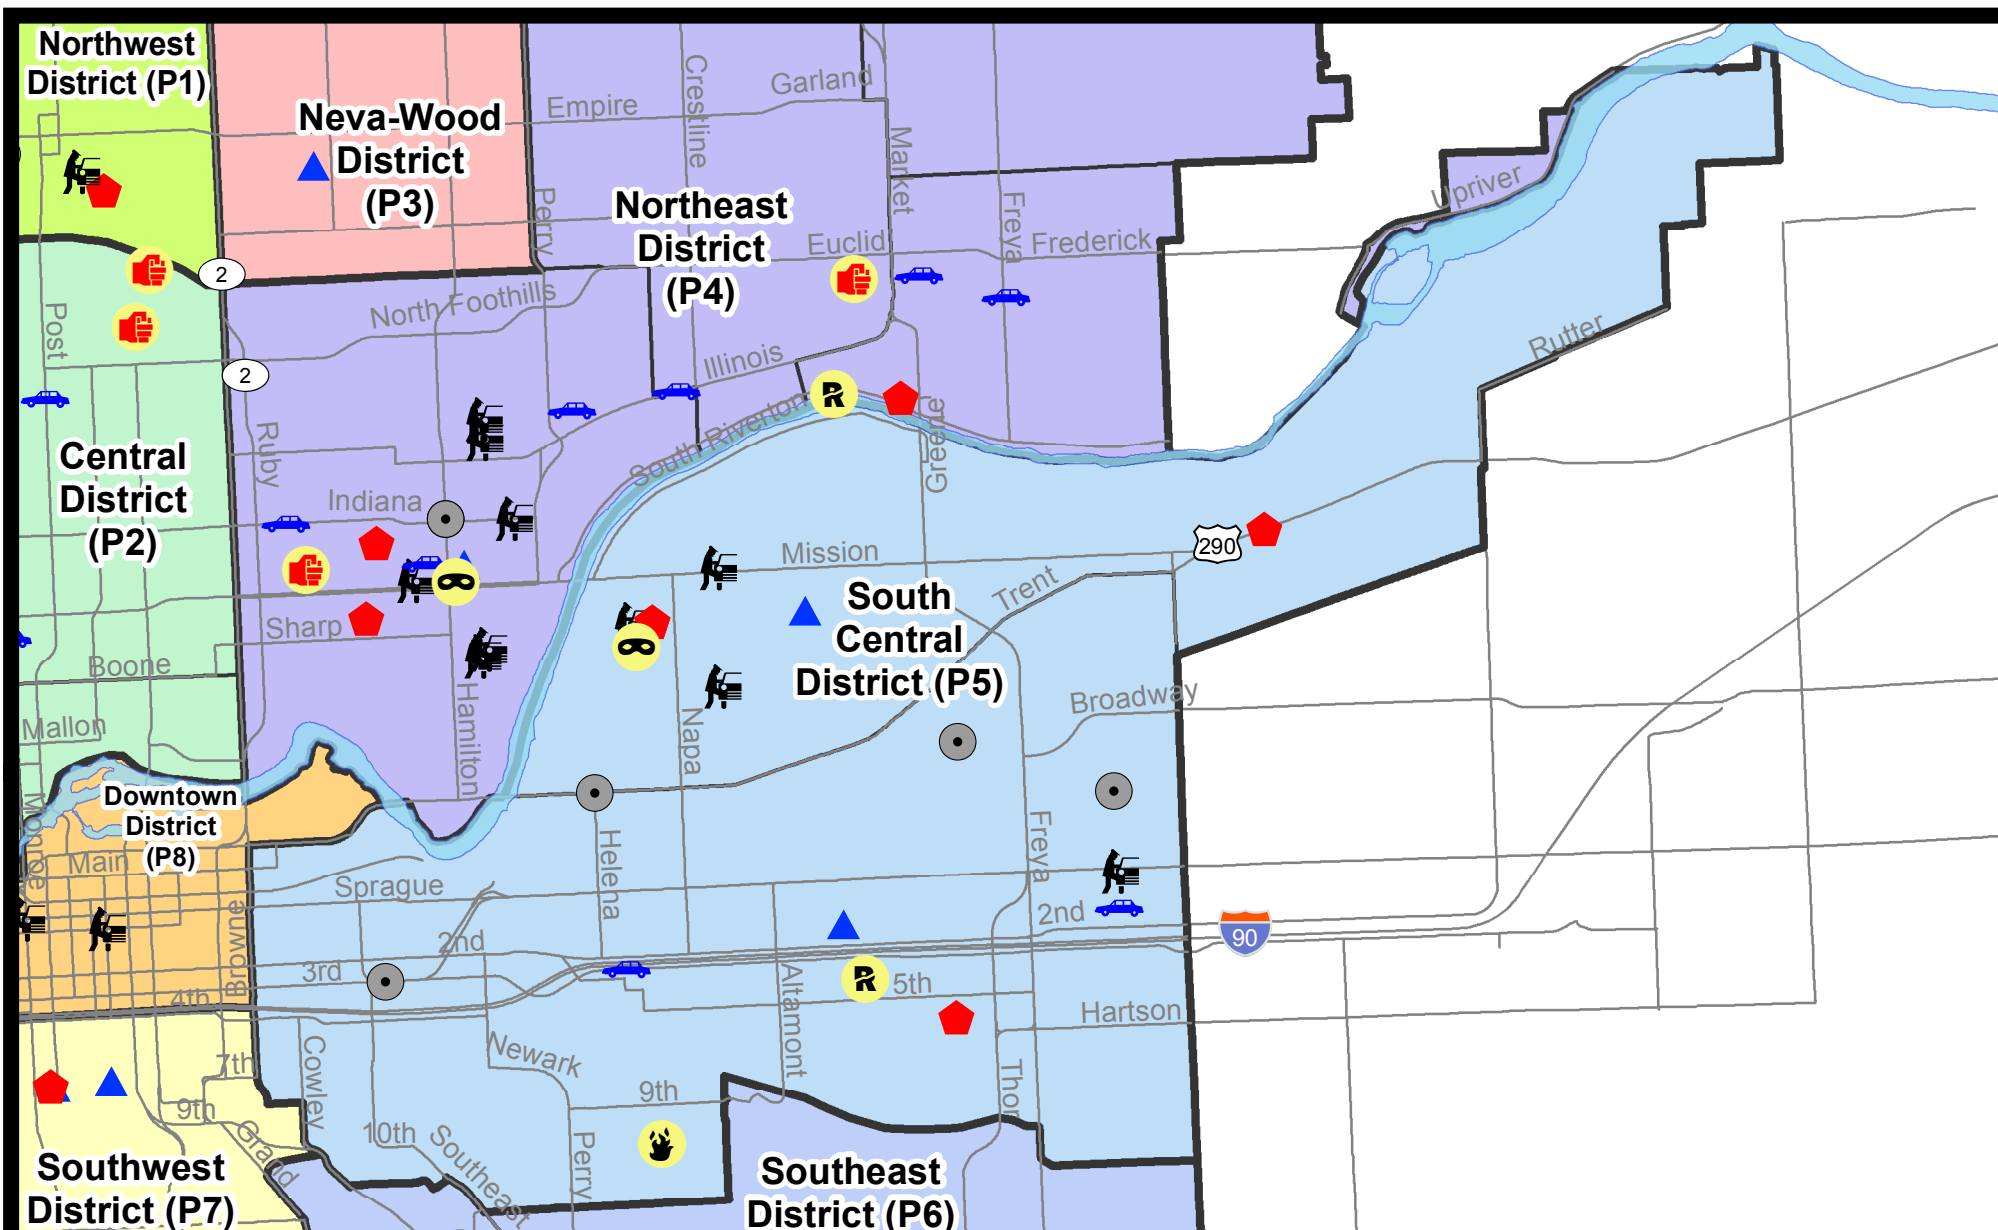 Northwest
District (P1)
Neva-Wood
District
(P3)
Northeast
District
(P4)
Central
District
(P2)
South
Central
District (P5)
Downtown
District
(P8)
Southwest
District (P7)
Southeast
District (P6)
Empire
Garland
Crestline
Market
Perry
Freya
Euclid
Frederick
Upriver
Rutter
North Foothills
Illinois
South Riverton
Greene
Post
2
2
Ruby
Indiana
Mission
290
Trent
Sharp
Boone
Mallon
Hamilton
Napa
Broadway
Monroe
Main
Sprague
Helena
Freya
Browne
2nd
2nd
90
3rd
4th
5th
Altamont
Hartson
Cowley
Newark
Thor
7th
9th
9th
10th
Grand
Southeast
Perry
R
R